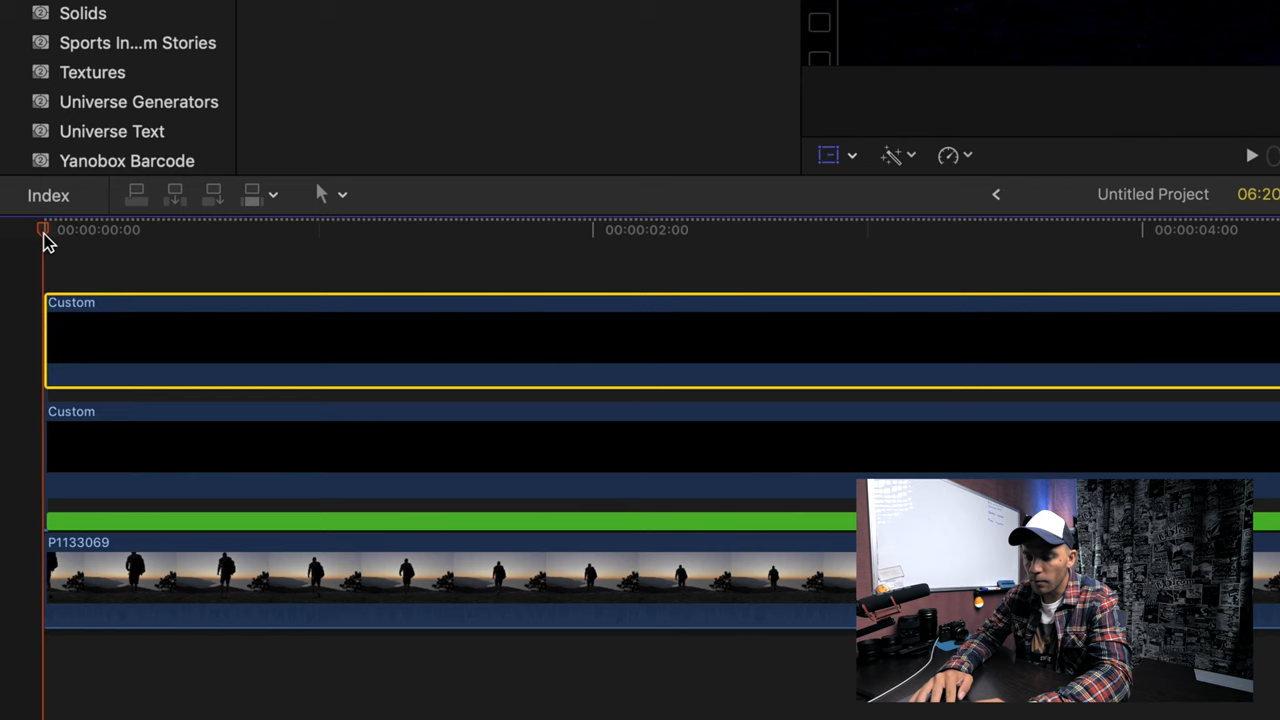 Solids
Sports In...m Stories
Textures
Universe Generators
Universe Text
Yanobox Barcode
Index
Untitled Project
06:20
00:00:00:00
00:00:02:00
00:00:04:00
Custom
Custom
P1133069